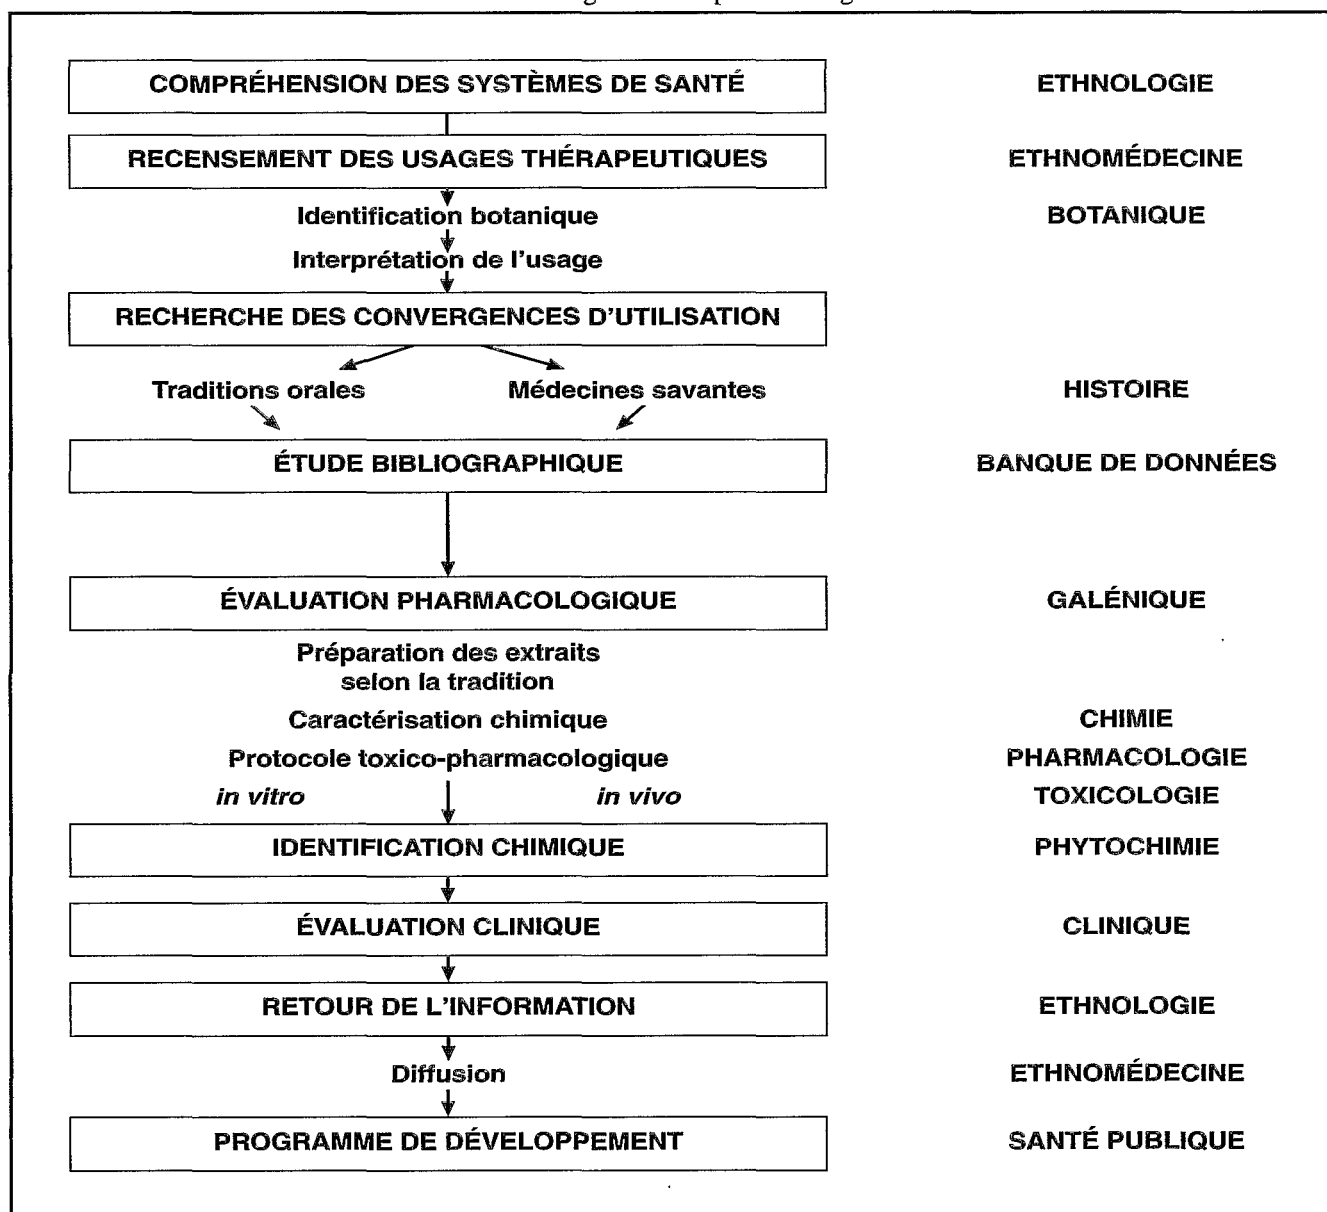 COMPRÉHENSION DES SYSTÈMES DE SANTÉ ETHNOLOGIE
RECENSEMENT DES USAGES THÉRAPEUTIQUES ETHNOMÉDECINE
Identification botanique BOTANIQUE
Interprétation de l'usage
RECHERCHE DES CONVERGENCES D'UTILISATION
Traditions orales Médecines savantes HISTOIRE
ÉTUDE BIBLIOGRAPHIQUE BANQUE DE DONNÉES
ÉVALUATION PHARMACOLOGIQUE GALÉNIQUE
Préparation des extraits
selon la tradition
Caractérisation chimique CHIMIE
Protocole toxico-pharmacologique PHARMACOLOGIE
in vitro in vivo TOXICOLOGIE
IDENTIFICATION CHIMIQUE PHYTOCHIMIE
ÉVALUATION CLINIQUE CLINIQUE
RETOUR DE L'INFORMATION ETHNOLOGIE
Diffusion ETHNOMÉDECINE
PROGRAMME DE DÉVELOPPEMENT SANTÉ PUBLIQUE